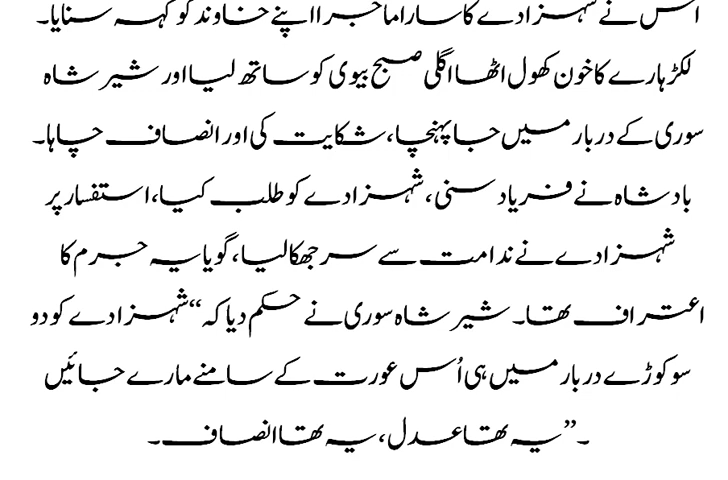 اس نے شہزادے کا سارا ماجرا اپنے خاوند کو کہہ سنایا۔
لکڑہارے کا خون کھول اٹھا اگلی صبح بیوی کو ساتھ لیا اور شیر شاہ
سوری کے دربار میں جا پہنچا، شکایت کی اور انصاف چاہا۔
بادشاہ نے فریاد سنی، شہزادے کو طلب کیا، استفسار پر
شہزادے نے ندامت سے سر جھکا لیا، گویا یہ جرم کا
اعتراف تھا۔ شیر شاہ سوری نے حکم دیا کہ “شہزادے کو دو
سو کوڑے دربار میں ہی اُس عورت کے سامنے مارے جائیں
۔” یہ تھا عدل، یہ تھا انصاف۔